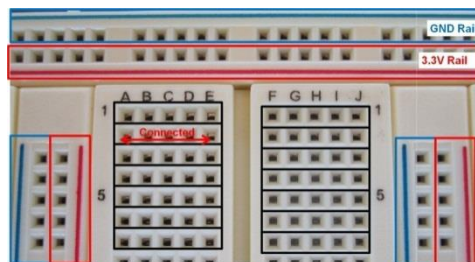 GND Rail
3.3V Rail
A B C D E F G H I J
1 1
Connected
5 5